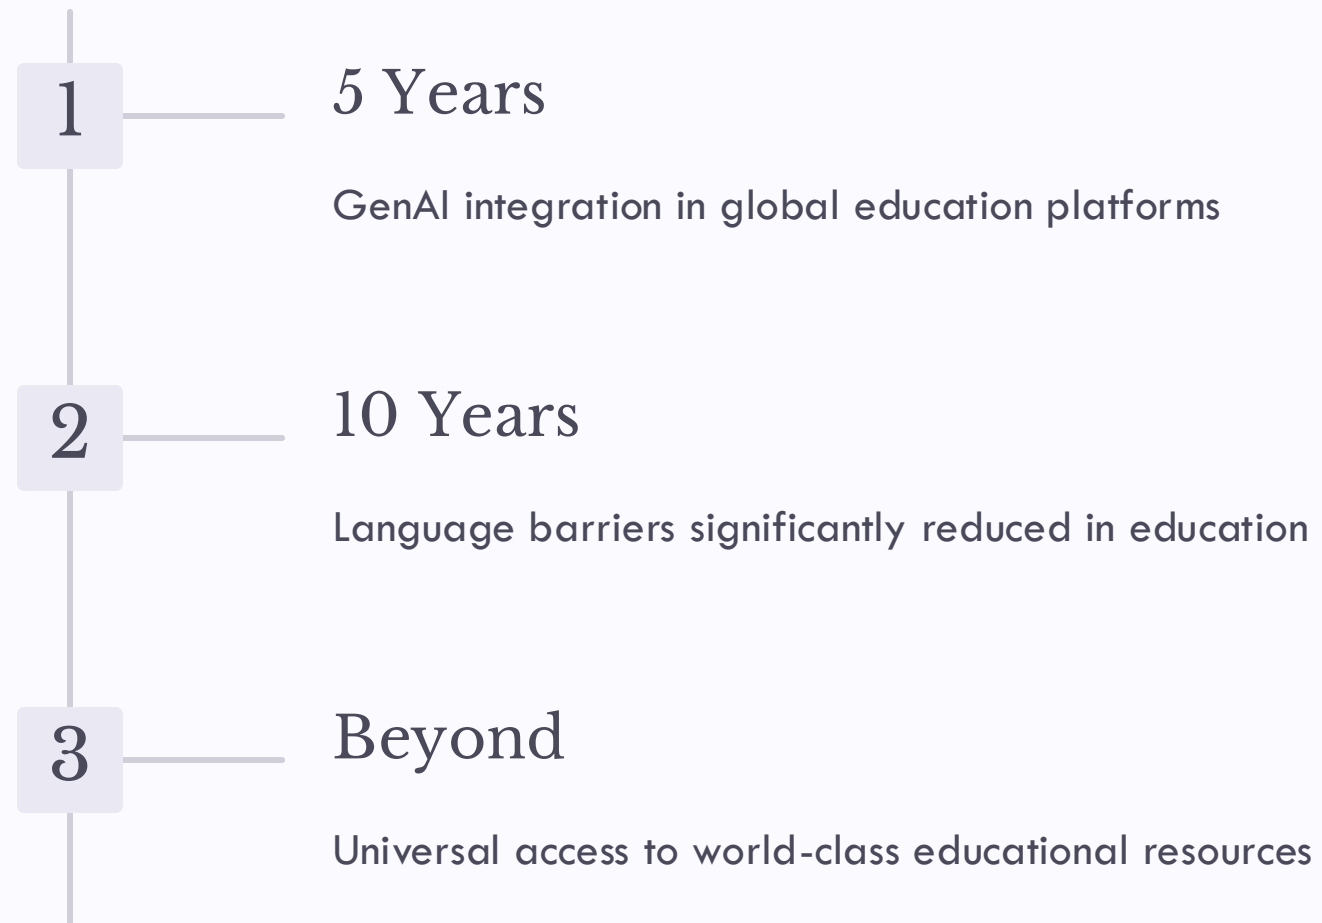 1
5 Years
GenAI integration in global education platforms
2
10 Years
Language barriers significantly reduced in education
3
Beyond
Universal access to world-class educational resources